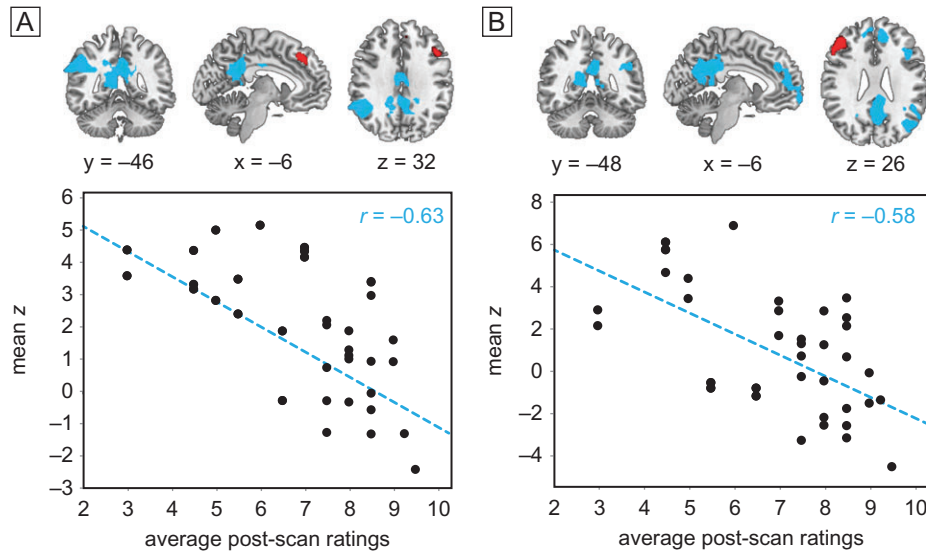 A
y = –46
x = –6
z = 32
r = –0.63
6
5
4
3
2
1
0
–1
–2
–3
mean z
2
3
4
5
6
7
8
9
10
average post-scan ratings
B
y = –48
x = –6
z = 26
r = –0.58
8
6
4
2
0
–2
–4
mean z
2
3
4
5
6
7
8
9
10
average post-scan ratings